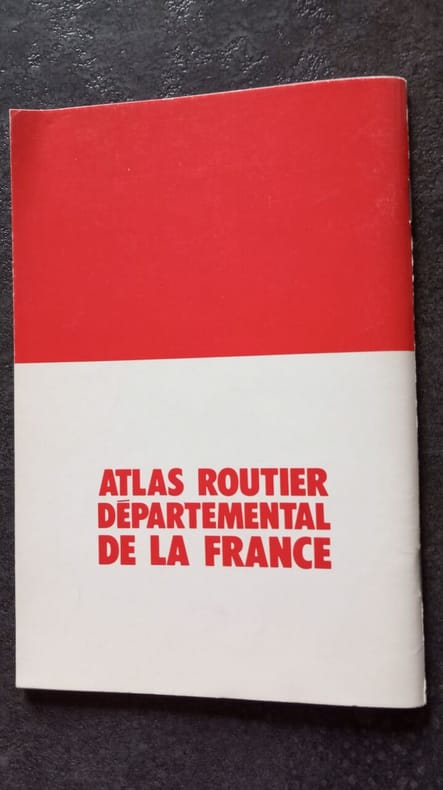 ATLAS ROUTIER
DÉPARTEMENTAL
DE LA FRANCE